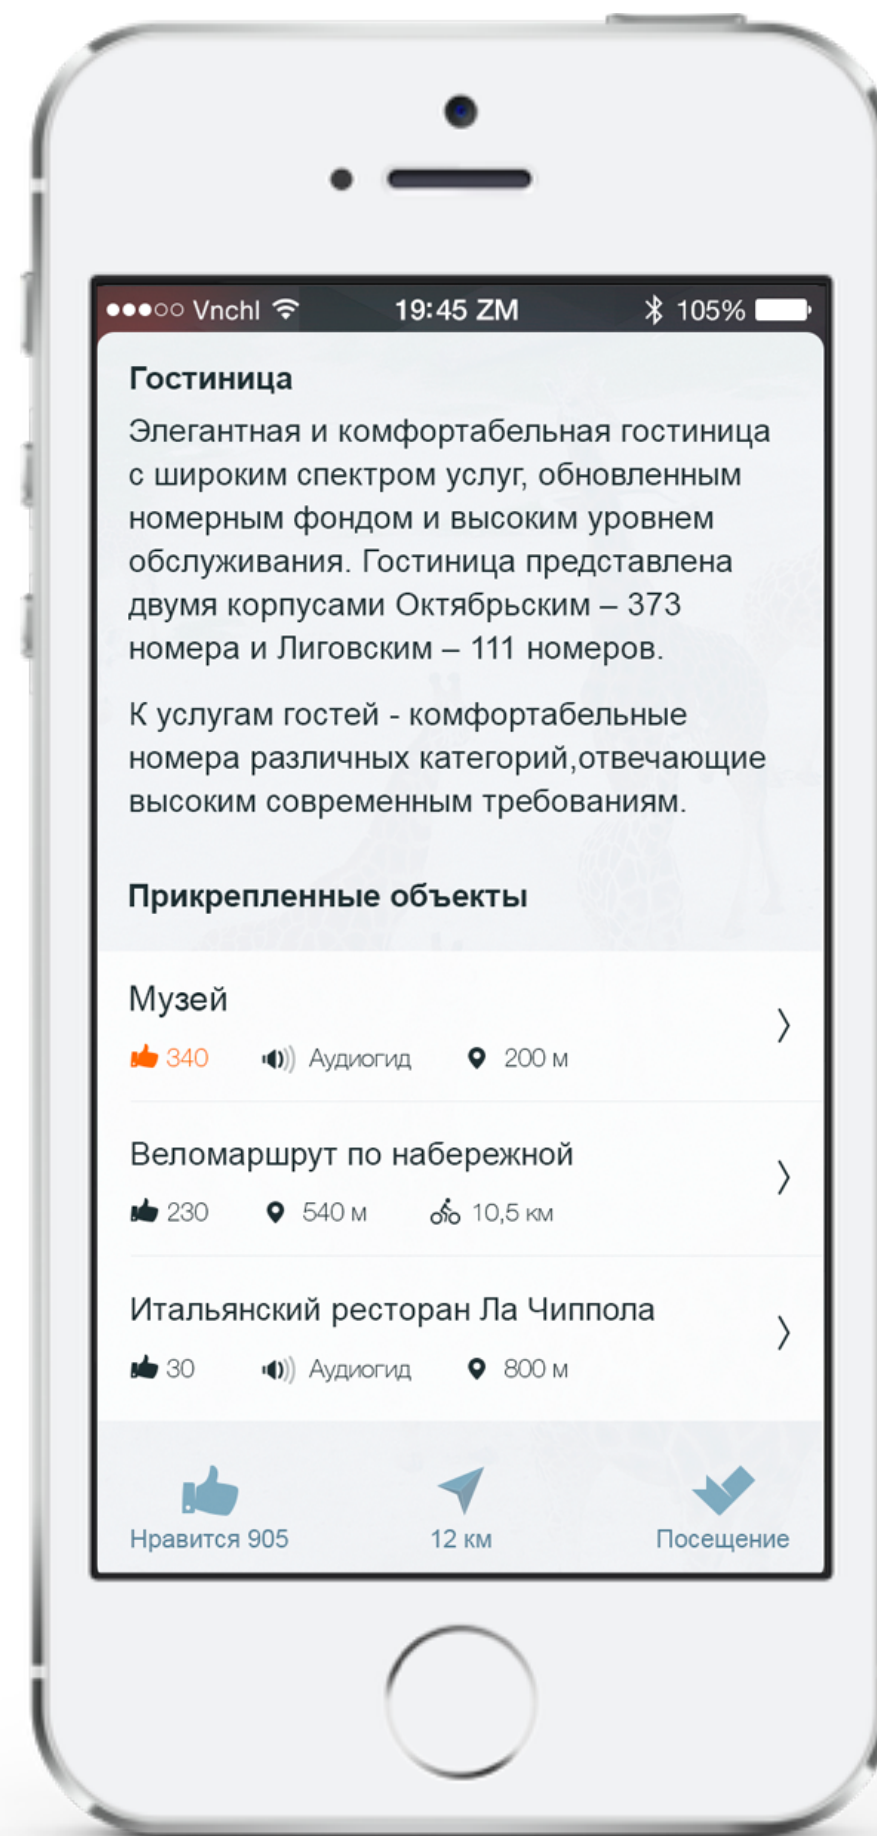 Vnchl 19:45 ZM 105%
Гостиница
Элегантная и комфортабельная гостиница
с широким спектром услуг, обновленным
номерным фондом и высоким уровнем
обслуживания. Гостиница представлена
двумя корпусами Октябрьским – 373
номера и Лиговским – 111 номеров.
К услугам гостей - комфортабельные
номера различных категорий,отвечающие
высоким современным требованиям.
Прикрепленные объекты
Музей
340 Аудиогид 200 м
Веломаршрут по набережной
230 540 м 10,5 км
Итальянский ресторан Ла Чиппола
30 Аудиогид 800 м
Нравится 905 12 км Посещение